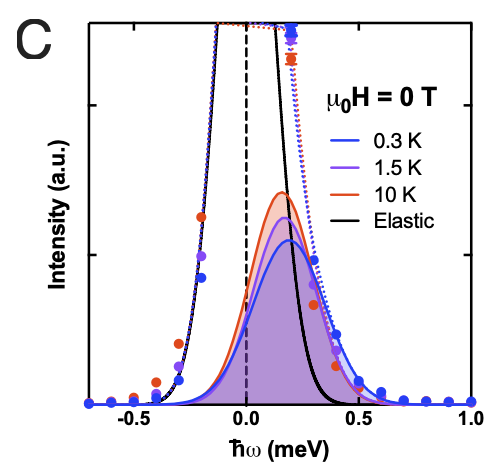 C
μ₀H = 0 T
0.3 K
1.5 K
10 K
Elastic
Intensity (a.u.)
-0.5 0.0 0.5 1.0
ħω (meV)